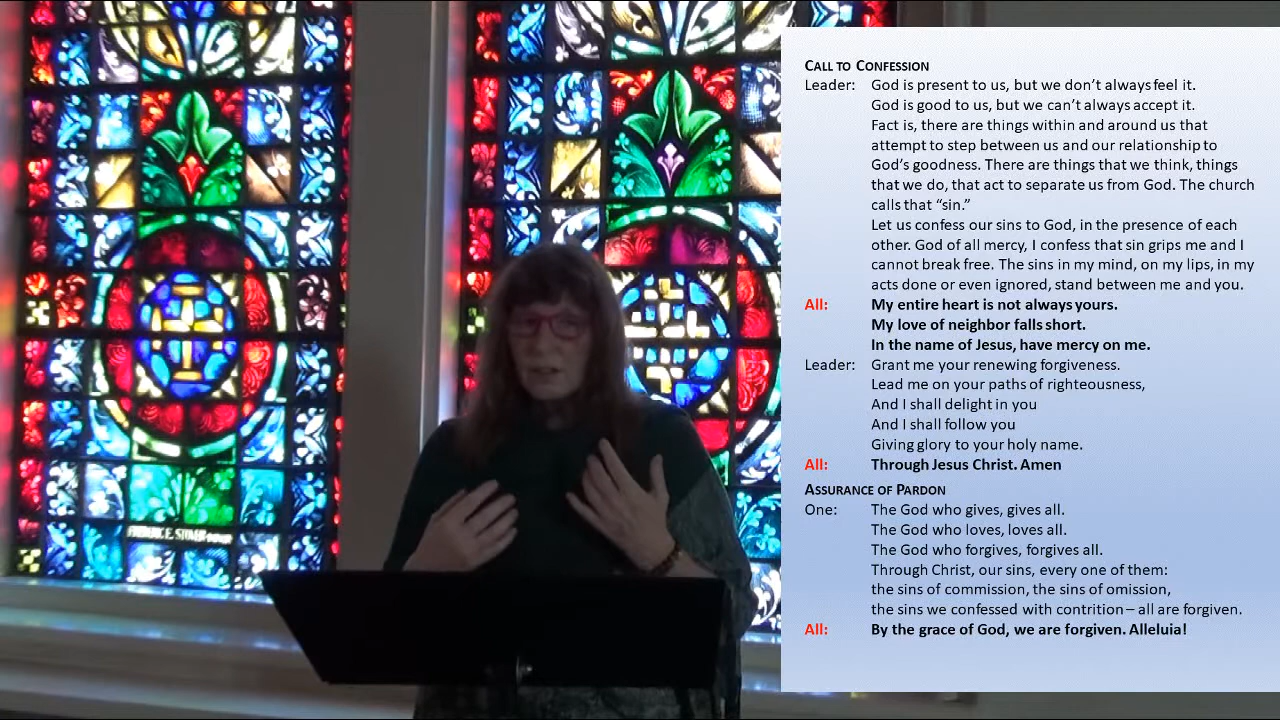 CALL TO CONFESSION
Leader: God is present to us, but we don't always feel it.
God is good to us, but we can't always accept it.
Fact is, there are things within and around us that
attempt to step between us and our relationship to
God's goodness. There are things that we think, things
that we do, that act to separate us from God. The church
calls that “sin.”
Let us confess our sins to God, in the presence of each
other. God of all mercy, I confess that sin grips me and I
cannot break free. The sins in my mind, on my lips, in my
acts done or even ignored, stand between me and you.
All: My entire heart is not always yours.
My love of neighbor falls short.
In the name of Jesus, have mercy on me.
Leader: Grant me your renewing forgiveness.
Lead me on your paths of righteousness,
And I shall delight in you
And I shall follow you
Giving glory to your holy name.
All: Through Jesus Christ. Amen
ASSURANCE OF PARDON
One: The God who gives, gives all.
The God who loves, loves all.
The God who forgives, forgives all.
Through Christ, our sins, every one of them:
the sins of commission, the sins of omission,
the sins we confessed with contrition – all are forgiven.
All: By the grace of God, we are forgiven. Alleluia!